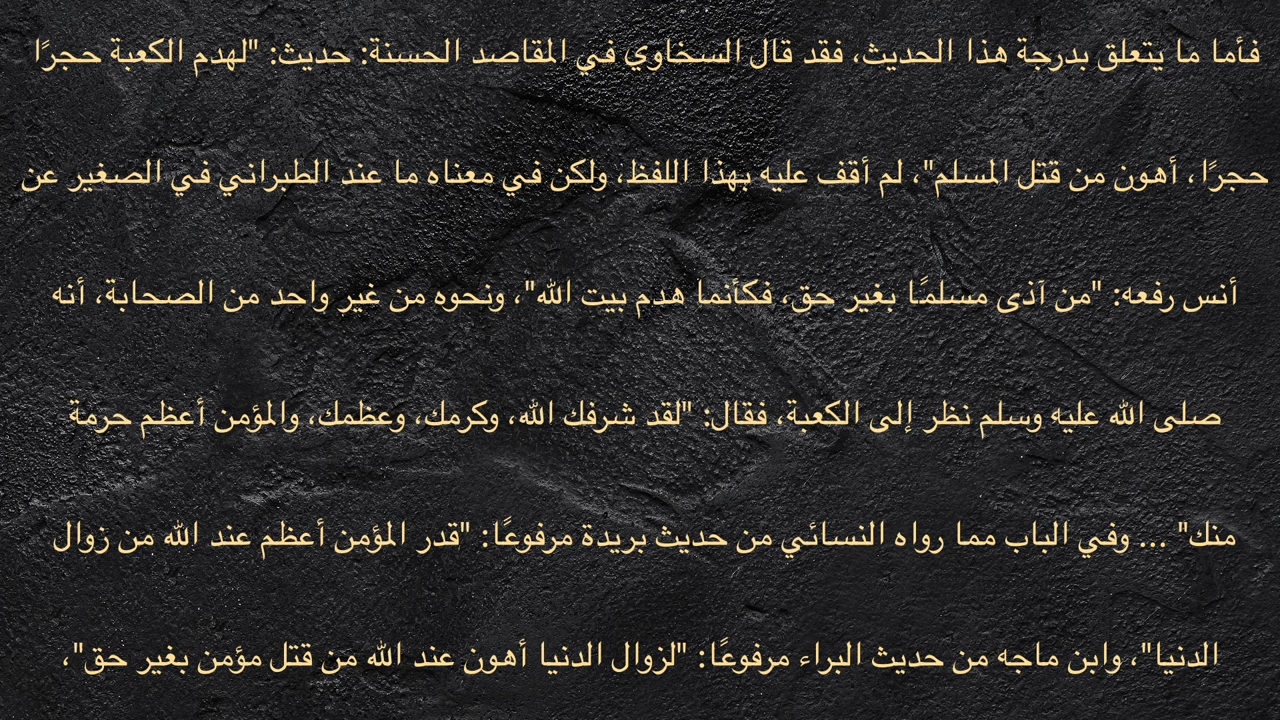 فأما ما يتعلق بدرجة هذا الحديث، فقد قال السخاوي في المقاصد الحسنة: حديث: "لهدم الكعبة حجرًا
حجرًا ، أهون من قتل المسلم"، لم أقف عليه بهذا اللفظ، ولكن في معناه ما عند الطبراني في الصغير عن
أنس رفعه: "من آذى مسلمًا بغير حق، فكأنما هدم بيت الله"، ونحوه من غير واحد من الصحابة، أنه
صلى الله عليه وسلم نظر إلى الكعبة، فقال: "لقد شرفك الله، وكرمك، وعظمك، والمؤمن أعظم حرمة
منك" ... وفي الباب مما رواه النسائي من حديث بريدة مرفوعًا: "قدر المؤمن أعظم عند الله من زوال
الدنيا"، وابن ماجه من حديث البراء مرفوعًا: "لزوال الدنيا أهون عند الله من قتل مؤمن بغير حق"،